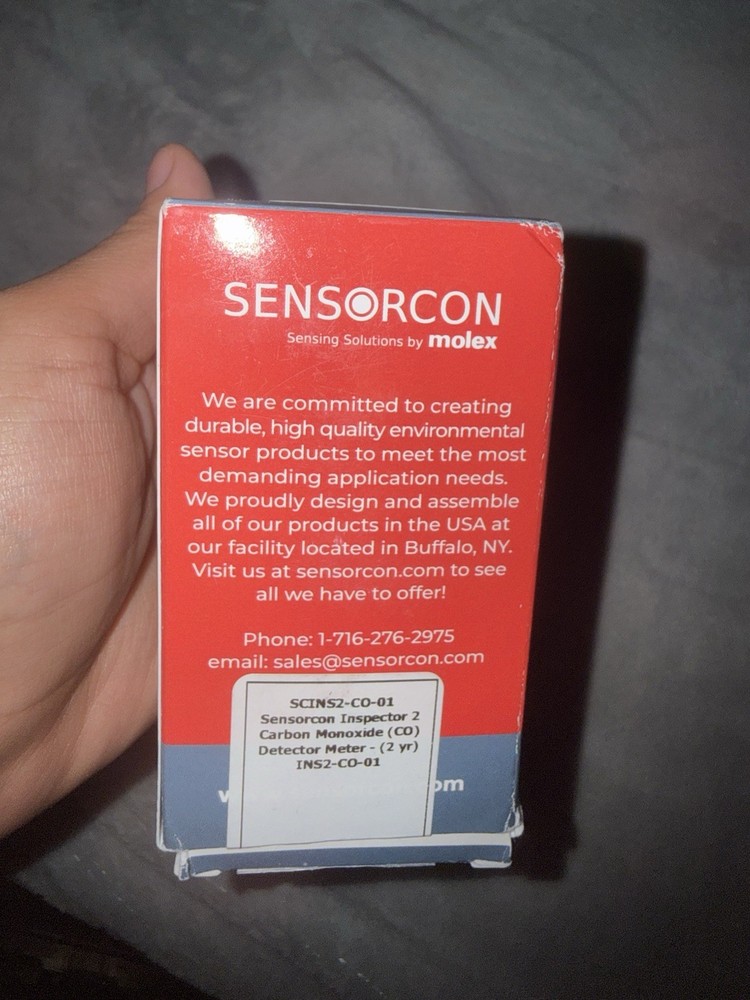 SENSORCON
Sensing Solutions by molex
We are committed to creating
durable, high quality environmental
sensor products to meet the most
demanding application needs.
We proudly design and assemble
all of our products in the USA at
our facility located in Buffalo, NY.
Visit us at sensorcon.com to see
all we have to offer!
Phone: 1-716-276-2975
email: sales@sensorcon.com
SCINS2-CO-01
Sensorcon Inspector 2
Carbon Monoxide (CO)
Detector Meter - (2 yr)
INS2-CO-01